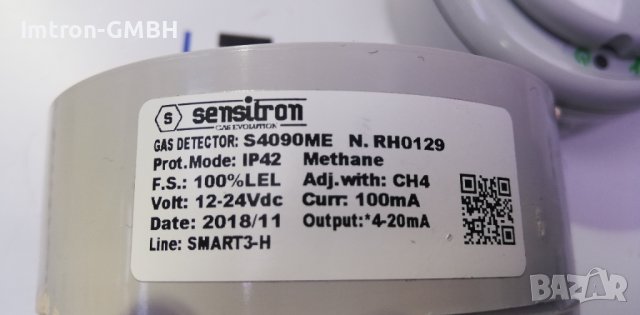 Imtron-GMBH
S sensitron
GAS EVOLUTION
GAS DETECTOR: S4090ME N. RH0129
Prot.Mode: IP42 Methane
F.S.: 100%LEL Adj.with: CH4
Volt: 12-24Vdc Curr: 100mA
Date: 2018/11 Output:*4-20mA
Line: SMART3-H
BAZAR